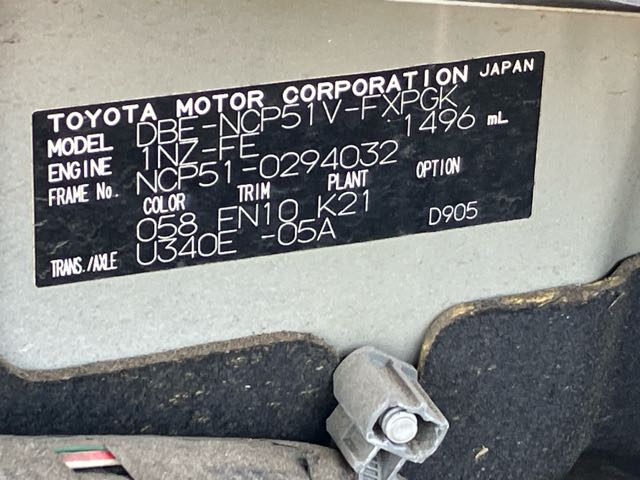 TOYOTA MOTOR CORPORATION JAPAN
MODEL DBE-NCP51V-FXPGK
ENGINE 1NZ-FE 1496 mL
FRAME No. NCP51-0294032
COLOR TRIM PLANT OPTION
058 FN10 K21
TRANS./AXLE U340E -05A D905